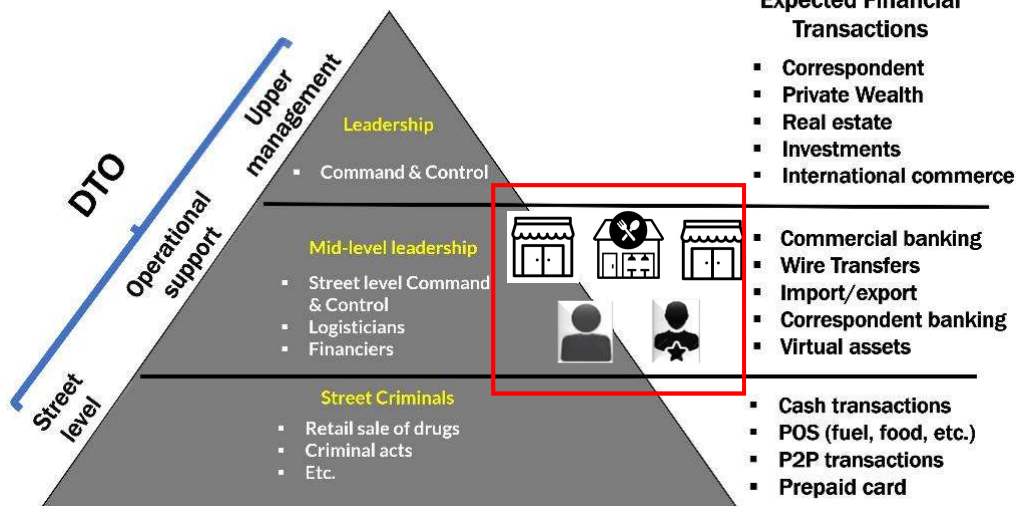 Expected Financial
Transactions
DTO
Upper
management
Operational
support
Street
level
Leadership
▪ Command & Control
Mid-level leadership
▪ Street level Command
& Control
▪ Logisticians
▪ Financiers
Street Criminals
▪ Retail sale of drugs
▪ Criminal acts
▪ Etc.
▪ Correspondent
▪ Private Wealth
▪ Real estate
▪ Investments
▪ International commerce
▪ Commercial banking
▪ Wire Transfers
▪ Import/export
▪ Correspondent banking
▪ Virtual assets
▪ Cash transactions
▪ POS (fuel, food, etc.)
▪ P2P transactions
▪ Prepaid card